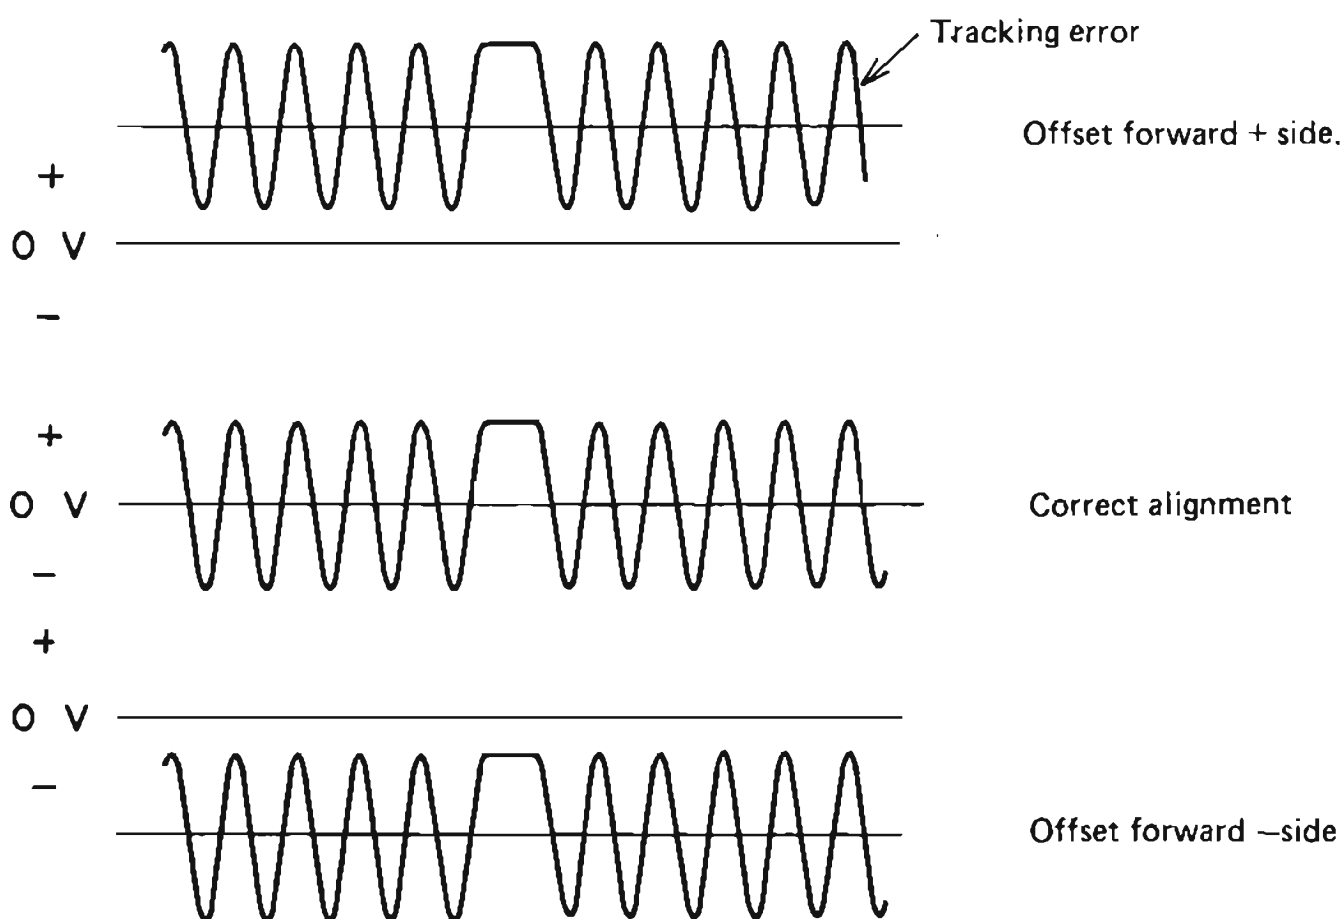 Tracking error
Offset forward + side.
+
0 V
−
+
0 V
Correct alignment
−
+
0 V
−
Offset forward −side